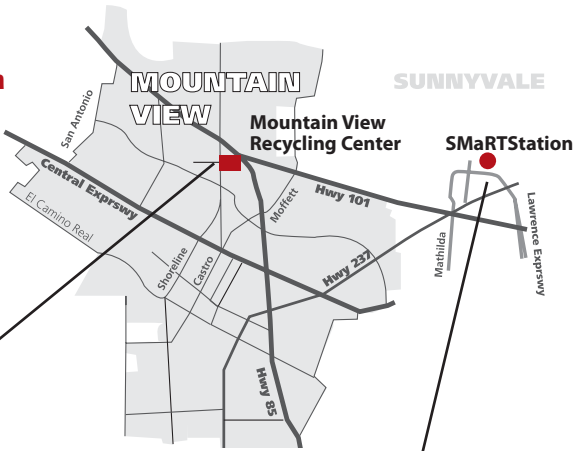 MOUNTAIN
VIEW
SUNNYVALE
Mountain View
Recycling Center
SMaRTStation
San Antonio
Central Exprswy
El Camino Real
Shoreline
Castro
Moffett
Hwy 101
Hwy 237
Hwy 85
Mathilda
Lawrence Exprswy